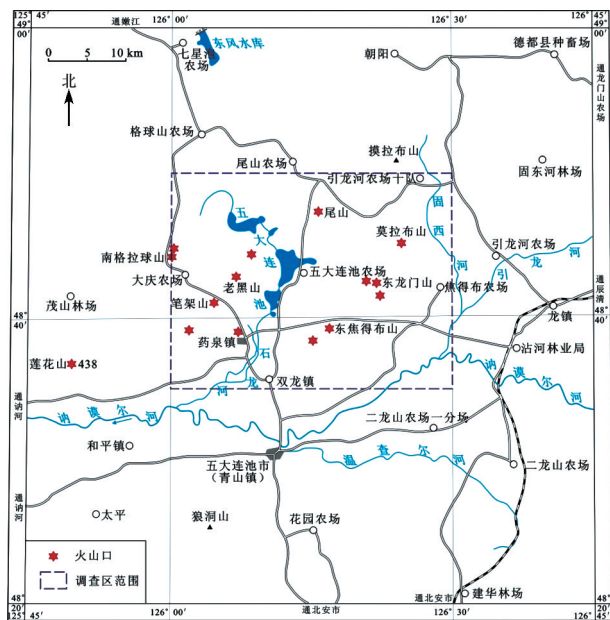 125° 45′
通嫩江
126° 00′
126° 30′
126° 45′
49°
00′
49°
00′
0 5 10 km
北
七星泡
农场
东风水库
朝阳
德都县种畜场
通龙门山农场
格球山农场
尾山农场
摸拉布山
引龙河农场十队
固东河林场
五大连池
尾山
固西河
莫拉布山
南格拉球山
大庆农场
老黑山
五大连池农场
东龙门山
焦得布农场
引龙河农场
引龙河
通辰清
茂山林场
笔架山
药泉镇
东焦得布山
龙镇
48°
40′
48°
40′
沾河林业局
莲花山 438
石龙河
双龙镇
讷谟尔河
通讷河
讷谟尔河
和平镇
二龙山农场一分场
五大连池市
(青山镇)
温查尔河
二龙山农场
通讷河
太平
狼洞山
花园农场
火山口
调查区范围
建华林场
48°
20′
48°
20′
125° 45′
126° 00′
通北安市
通北安市
126° 30′
126° 45′